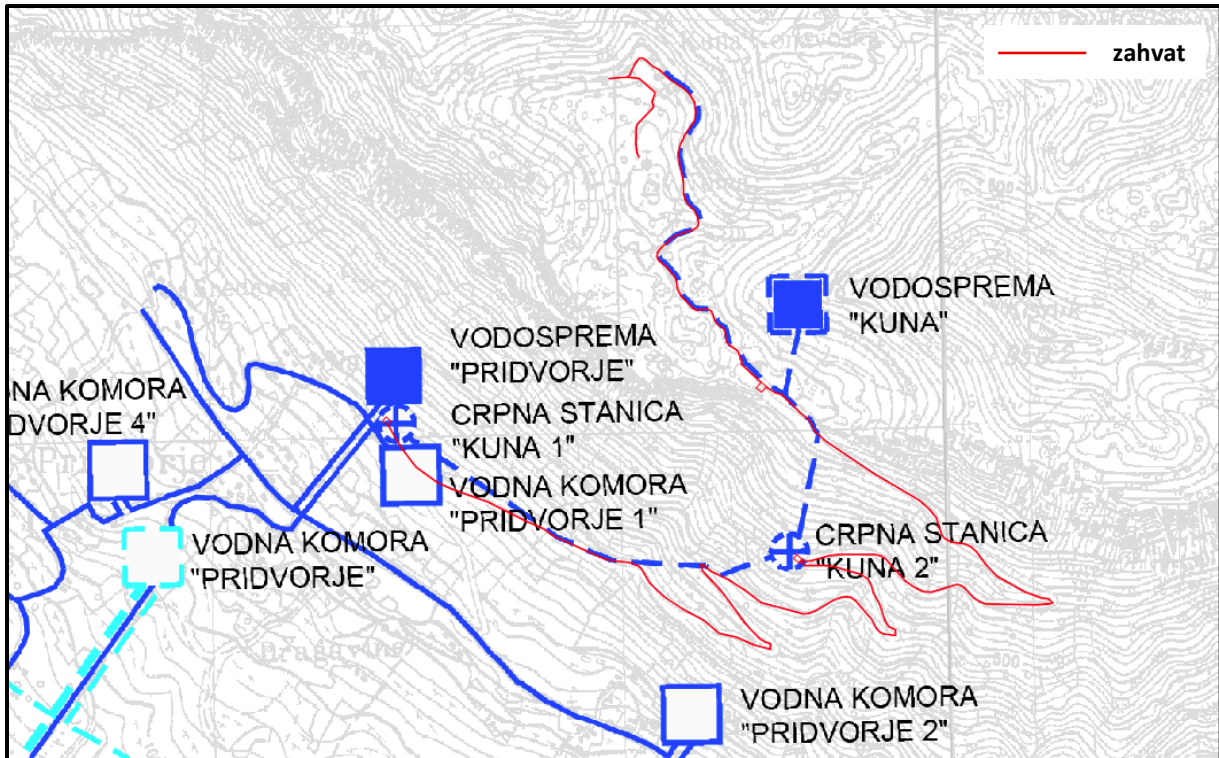 zahvat
VODOSPREMA
"KUNA"
VODOSPREMA
"PRIDVORJE"
NA KOMORA
DVORJE 4"
CRPNA STANICA
"KUNA 1"
VODNA KOMORA
"PRIDVORJE 1"
VODNA KOMORA
"PRIDVORJE"
CRPNA STANICA
"KUNA 2"
VODNA KOMORA
"PRIDVORJE 2"